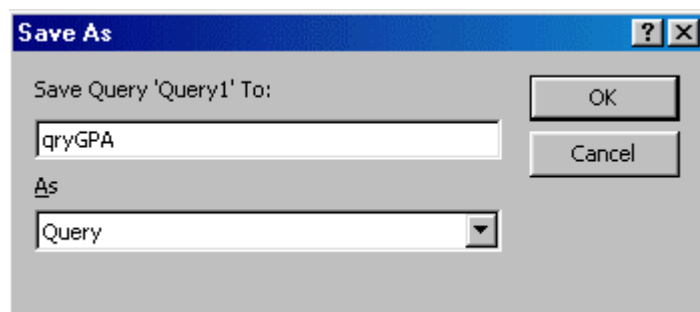 Save As
Save Query 'Query1' To:
OK
qryGPA
Cancel
As
Query